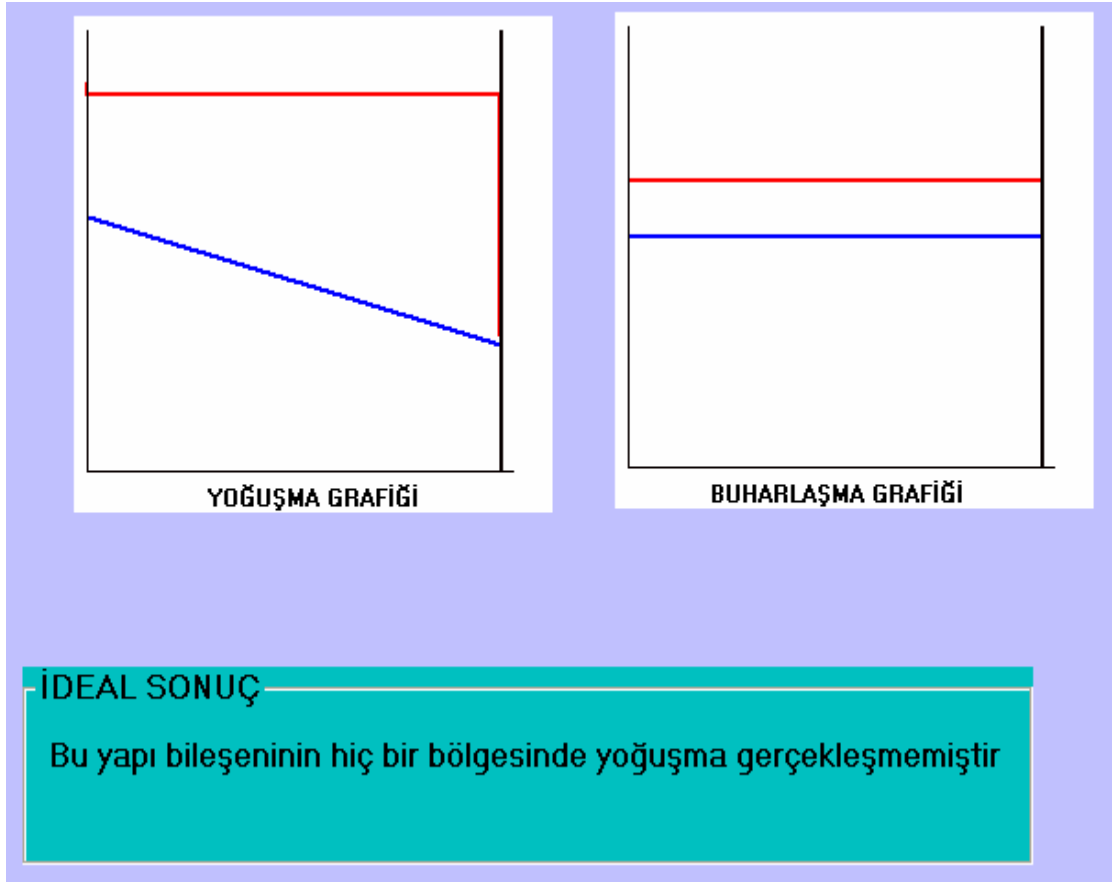 YOĞUŞMA GRAFİĞİ
BUHARLAŞMA GRAFİĞİ
İDEAL SONUÇ
Bu yapı bileşeninin hiç bir bölgesinde yoğuşma gerçekleşmemiştir